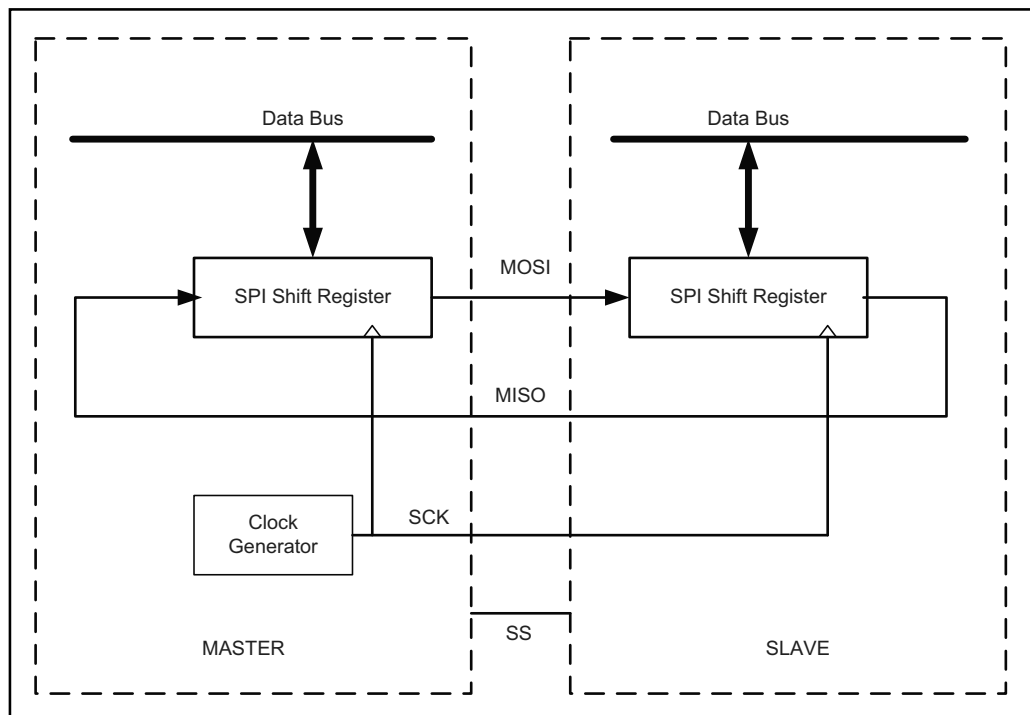 Data Bus
Data Bus
MOSI
SPI Shift Register
SPI Shift Register
MISO
SCK
Clock
Generator
SS
MASTER
SLAVE